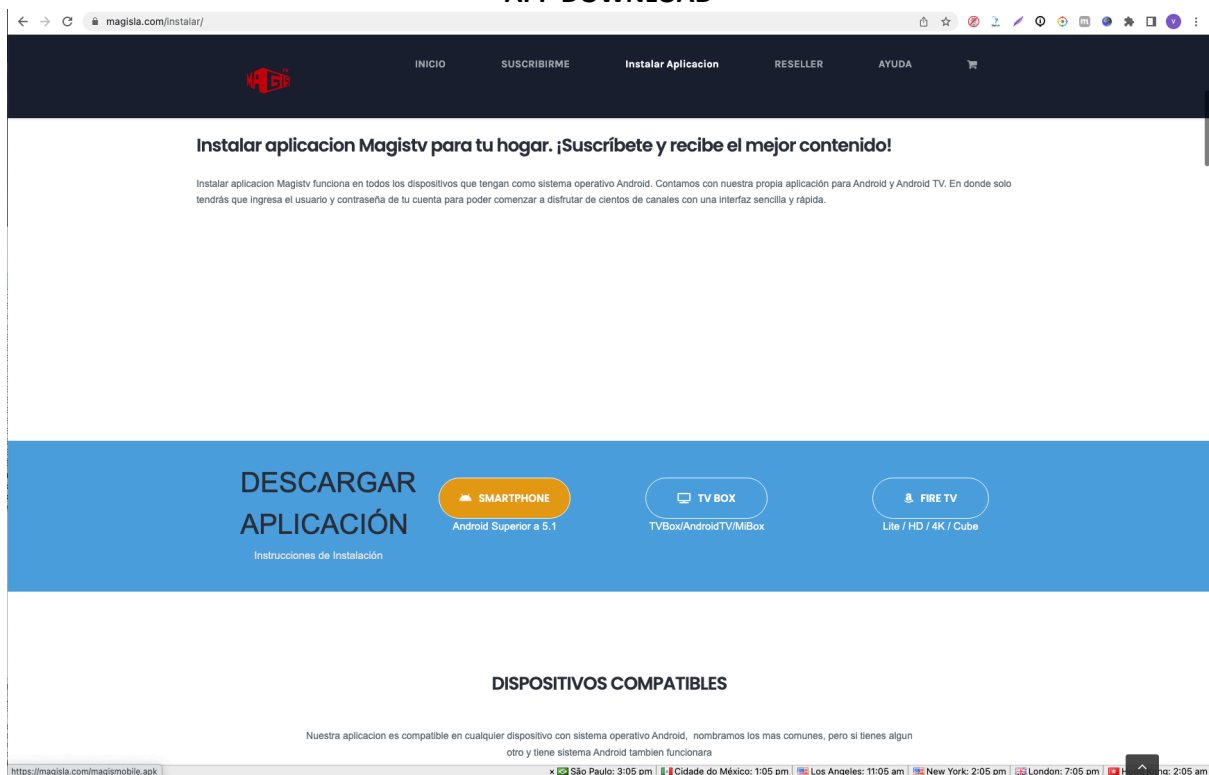 APP DOWNLOAD
magisla.com/instalar/
INICIO SUSCRIBIRME Instalar Aplicacion RESELLER AYUDA
MAGIS
Instalar aplicacion Magistv para tu hogar. ¡Suscríbete y recibe el mejor contenido!
Instalar aplicacion Magistv funciona en todos los dispositivos que tengan como sistema operativo Android. Contamos con nuestra propia aplicación para Android y Android TV. En donde solo
tendrás que ingresa el usuario y contraseña de tu cuenta para poder comenzar a disfrutar de cientos de canales con una interfaz sencilla y rápida.
DESCARGAR
APLICACIÓN
Instrucciones de Instalación
SMARTPHONE
Android Superior a 5.1
TV BOX
TVBox/AndroidTV/MiBox
FIRE TV
Lite / HD / 4K / Cube
DISPOSITIVOS COMPATIBLES
Nuestra aplicacion es compatible en cualquier dispositivo con sistema operativo Android, nombramos los mas comunes, pero si tienes algun
otro y tiene sistema Android tambien funcionara
https://magisla.com/magismobile.apk
× São Paulo: 3:05 pm Cidade do México: 1:05 pm Los Angeles: 11:05 am New York: 2:05 pm London: 7:05 pm 2:05 am